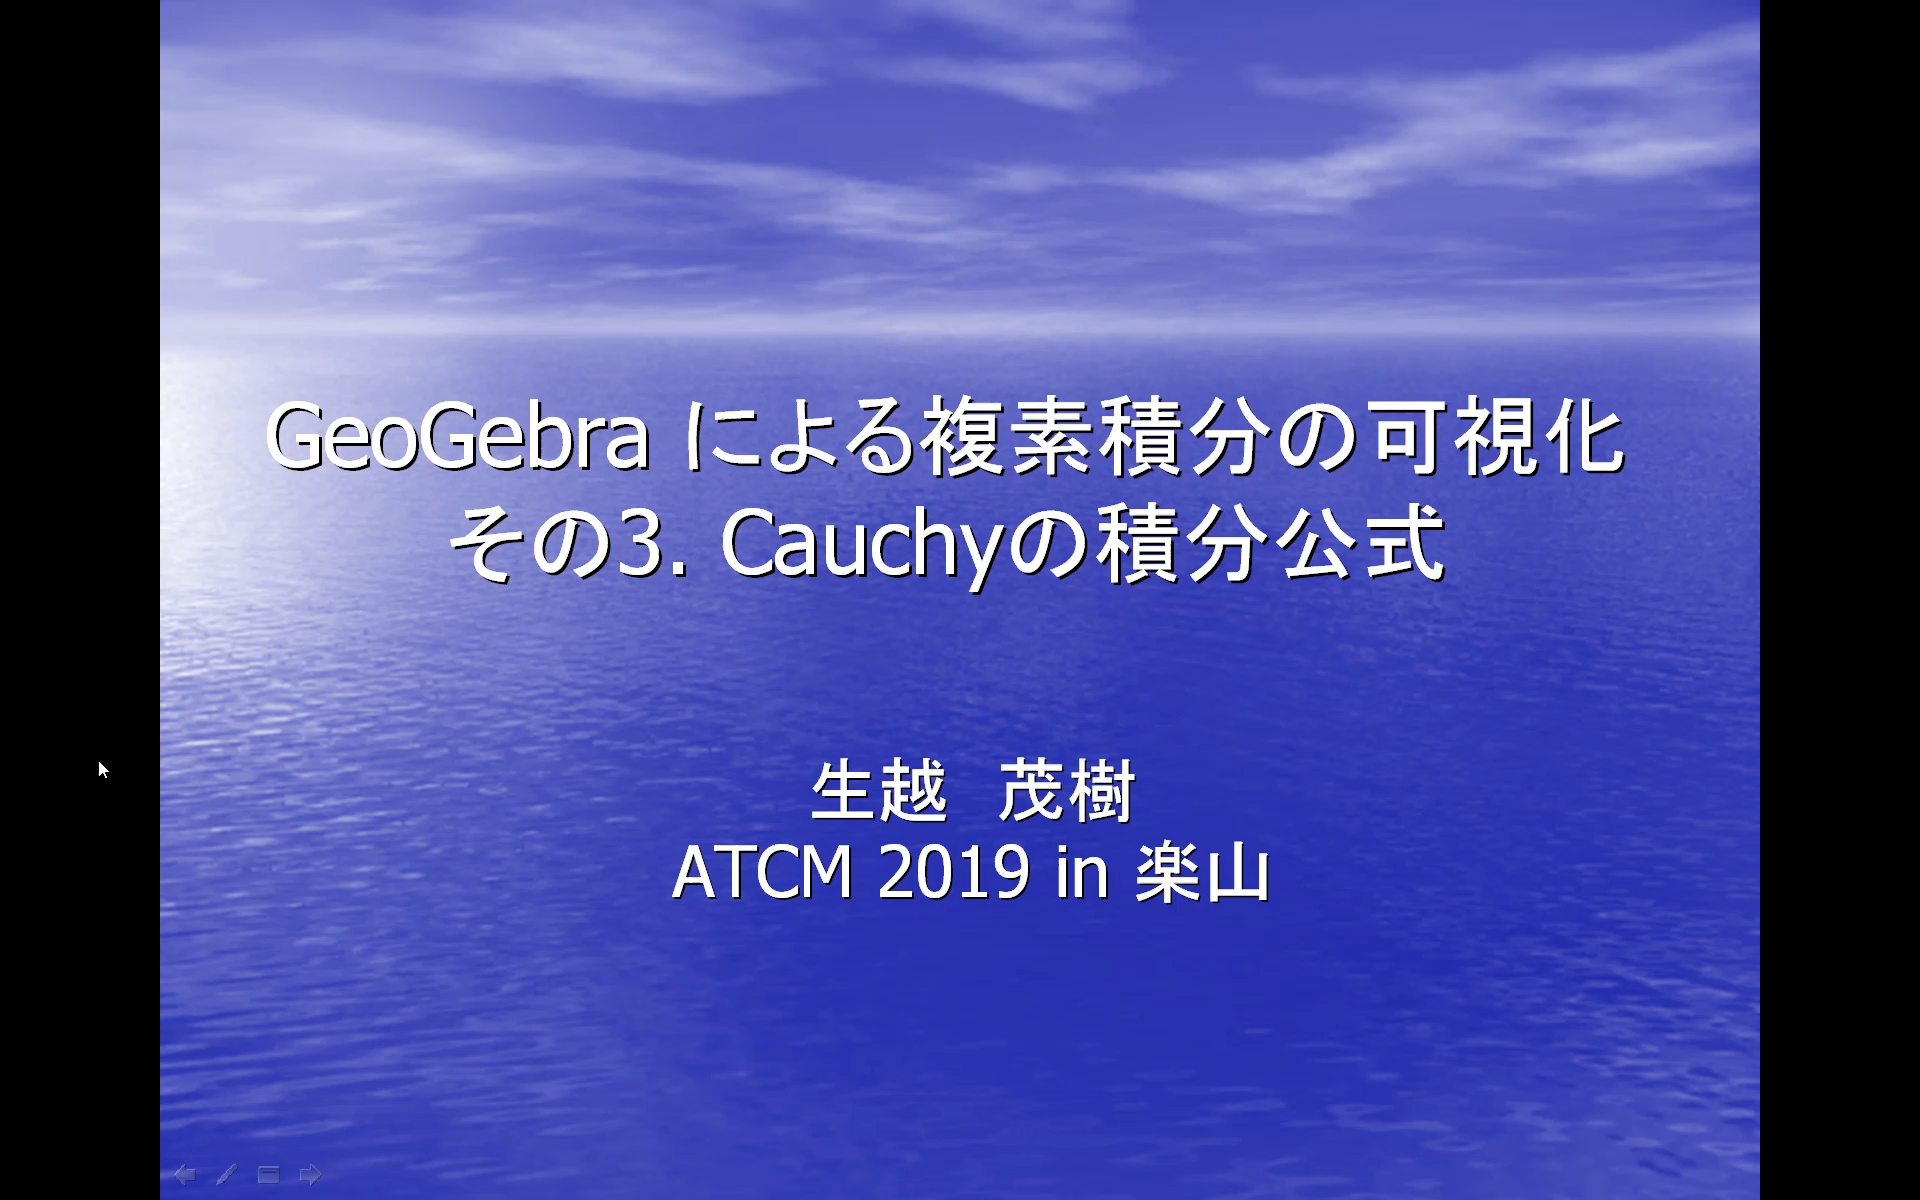 GeoGebra による複素積分の可視化
その3. Cauchyの積分公式
生越　茂樹
ATCM 2019 in 楽山